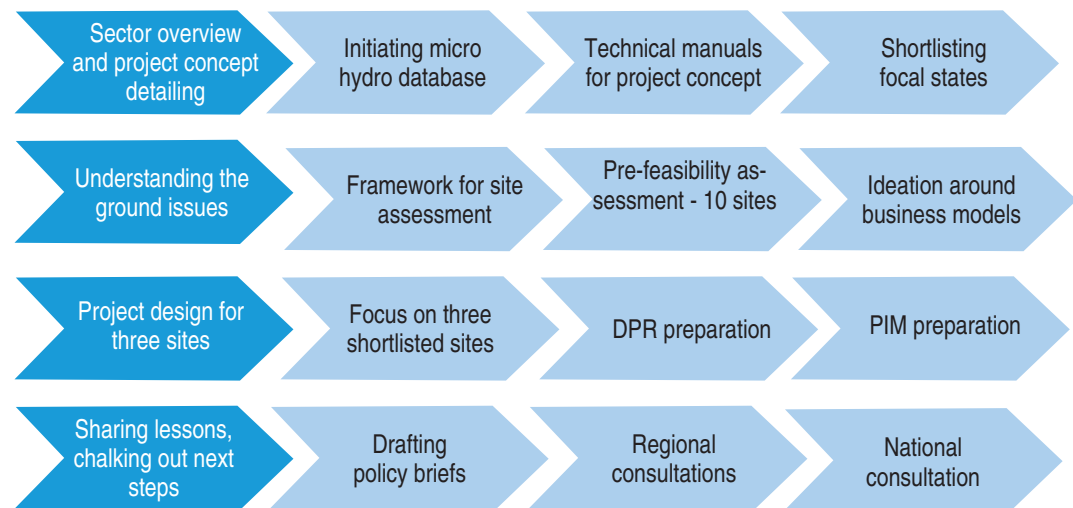 Sector overview
and project concept
detailing
Initiating micro
hydro database
Technical manuals
for project concept
Shortlisting
focal states
Understanding the
ground issues
Framework for site
assessment
Pre-feasibility as-
sessment - 10 sites
Ideation around
business models
Project design for
three sites
Focus on three
shortlisted sites
DPR preparation
PIM preparation
Sharing lessons,
chalking out next
steps
Drafting
policy briefs
Regional
consultations
National
consultation